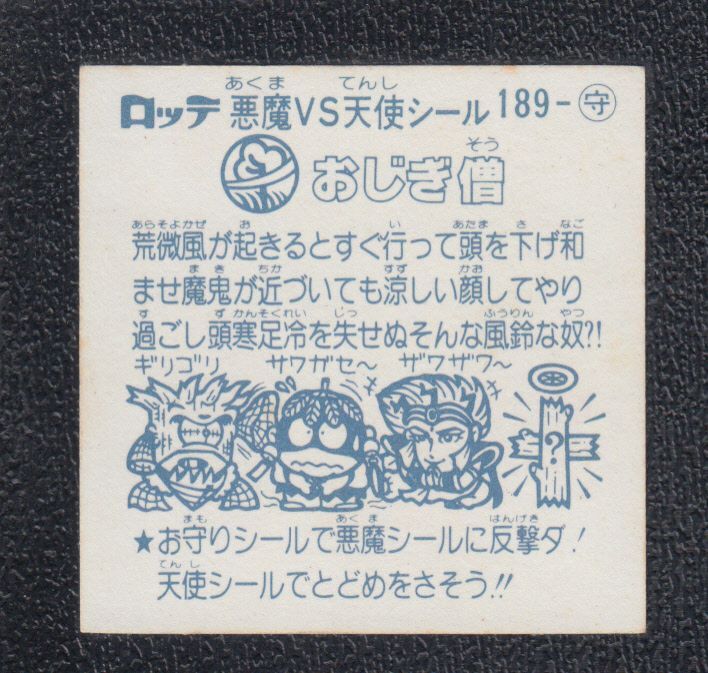 ロッテ 悪魔VS天使シール 189-守
おじぎ僧
荒微風が起きるとすぐ行って頭を下げ和
ませ魔鬼が近づいても涼しい顔してやり
過ごし頭寒足冷を失せぬそんな風鈴な奴?!
ギリゴリ サワガセ〜 ザワザワ〜
?
★お守りシールで悪魔シールに反撃ダ!
天使シールでとどめをさそう!!